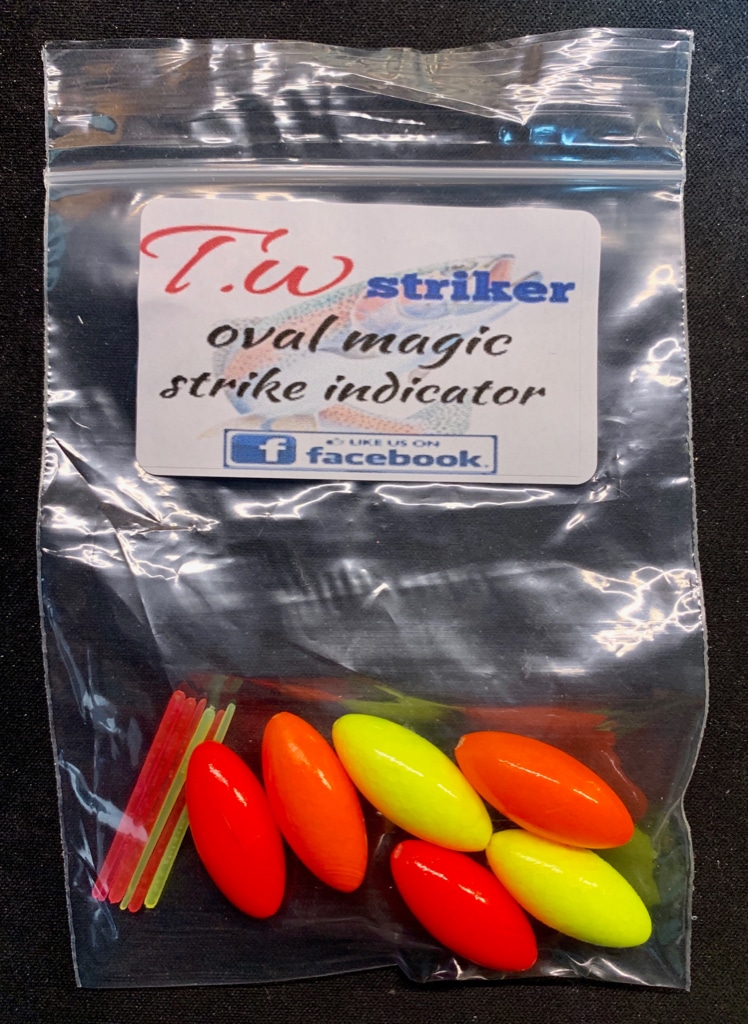 T.w striker
oval magic
strike indicator
f LIKE US ON
facebook.